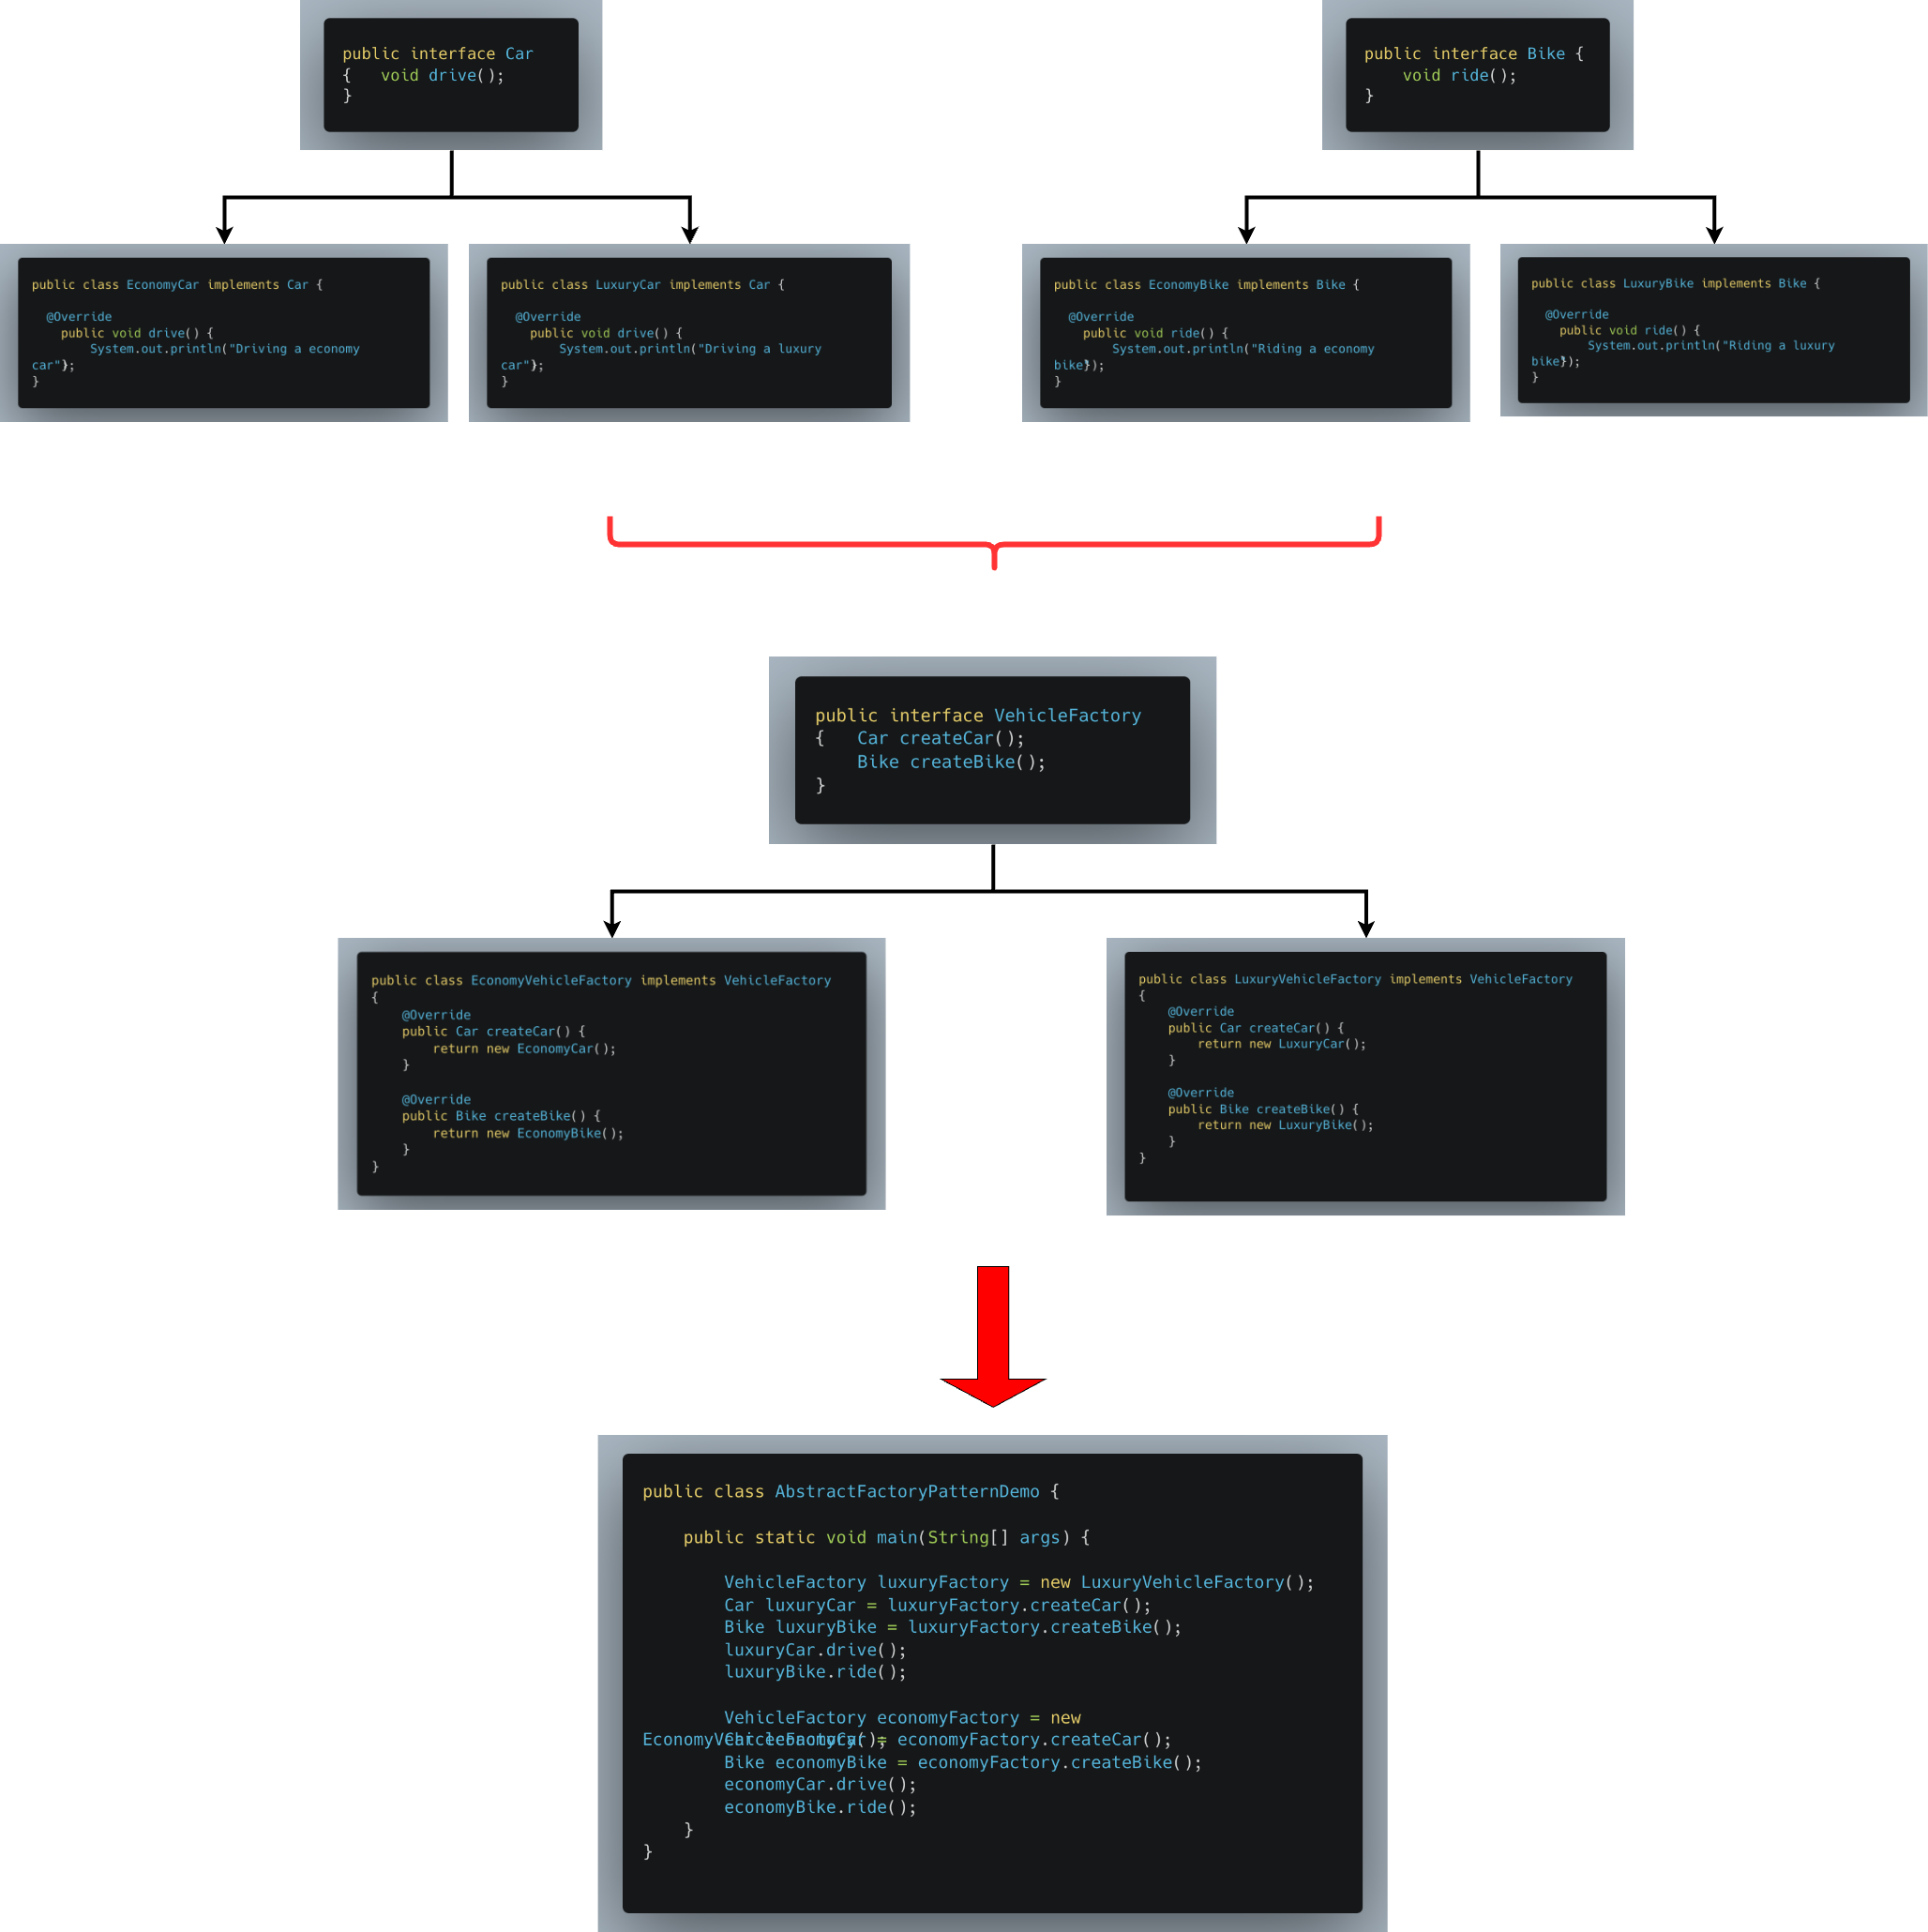 public interface Car
{   void drive();
}
public interface Bike {
    void ride();
}
public class EconomyCar implements Car {
  @Override
    public void drive() {
        System.out.println("Driving a economy
car");
}
public class LuxuryCar implements Car {
  @Override
    public void drive() {
        System.out.println("Driving a luxury
car");
}
public class EconomyBike implements Bike {
  @Override
    public void ride() {
        System.out.println("Riding a economy
bike");
}
public class LuxuryBike implements Bike {
  @Override
    public void ride() {
        System.out.println("Riding a luxury
bike");
}
public interface VehicleFactory
{   Car createCar();
    Bike createBike();
}
public class EconomyVehicleFactory implements VehicleFactory
{
    @Override
    public Car createCar() {
        return new EconomyCar();
    }
    @Override
    public Bike createBike() {
        return new EconomyBike();
    }
}
public class LuxuryVehicleFactory implements VehicleFactory
{
    @Override
    public Car createCar() {
        return new LuxuryCar();
    }
    @Override
    public Bike createBike() {
        return new LuxuryBike();
    }
}
public class AbstractFactoryPatternDemo {
    public static void main(String[] args) {
        VehicleFactory luxuryFactory = new LuxuryVehicleFactory();
        Car luxuryCar = luxuryFactory.createCar();
        Bike luxuryBike = luxuryFactory.createBike();
        luxuryCar.drive();
        luxuryBike.ride();
        VehicleFactory economyFactory = new
EconomyVehicleFactory();
        Car economyCar = economyFactory.createCar();
        Bike economyBike = economyFactory.createBike();
        economyCar.drive();
        economyBike.ride();
    }
}